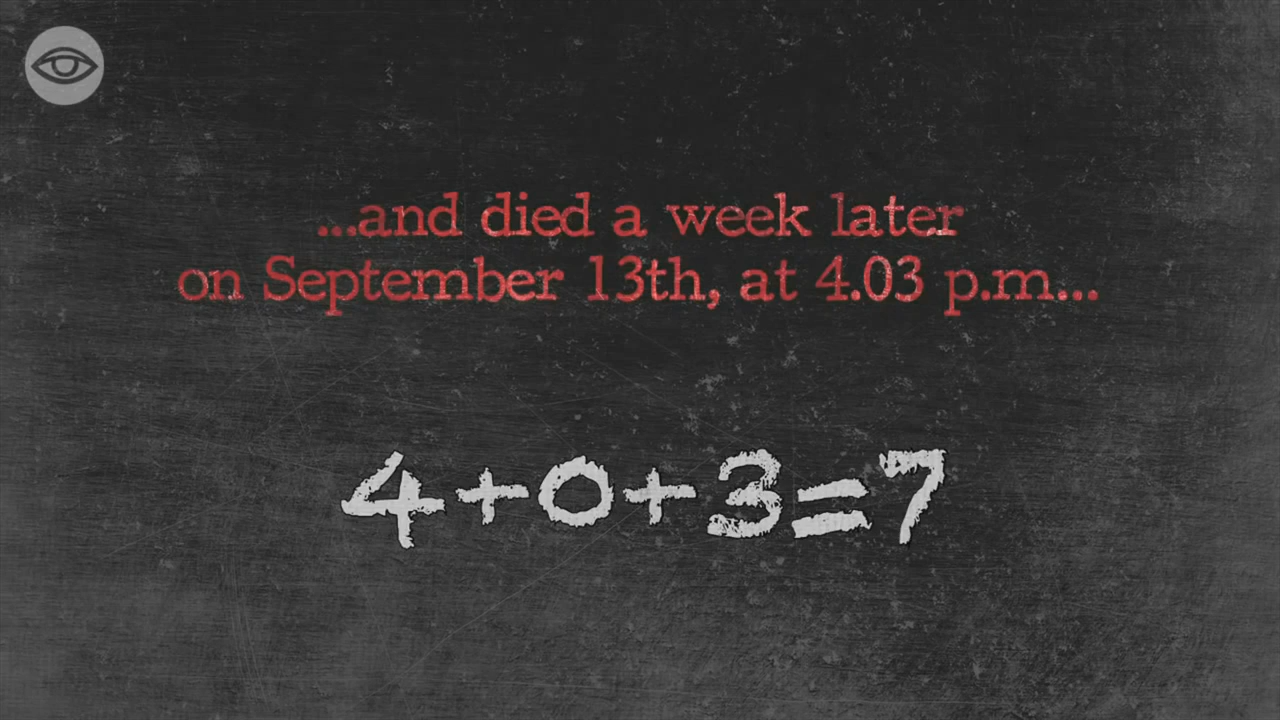 ...and died a week later
on September 13th, at 4.03 p.m...
4+0+3=7